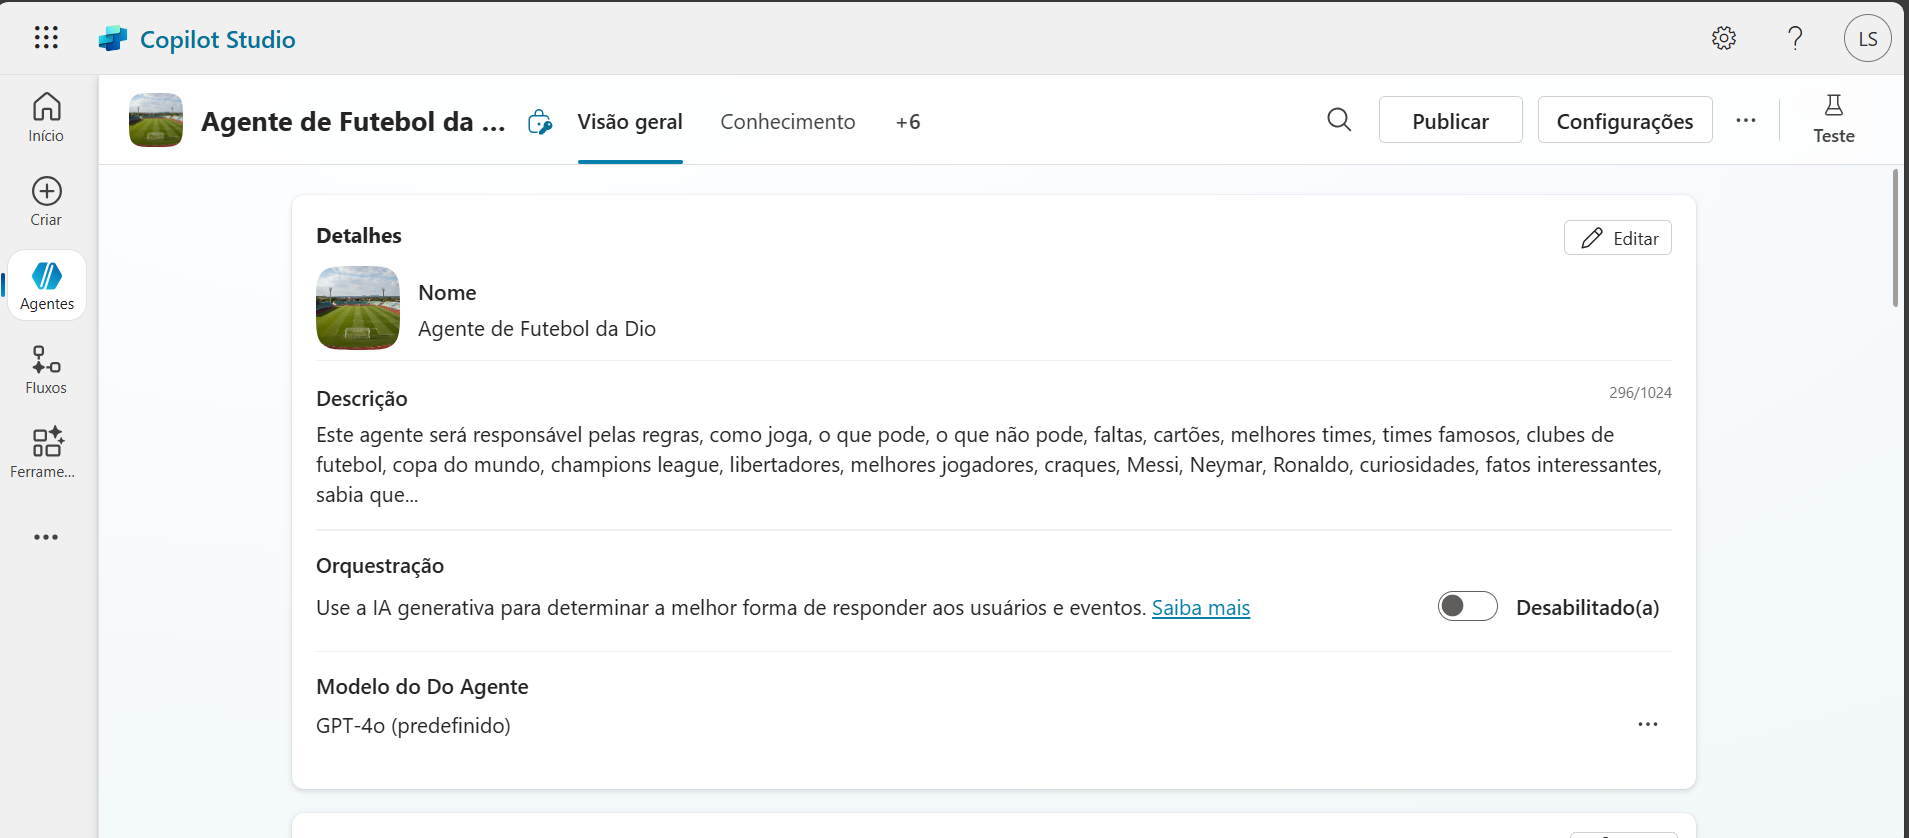 Copilot Studio
LS
Início
Criar
Agentes
Fluxos
Ferrame...
Agente de Futebol da ...
Visão geral
Conhecimento
+6
Publicar
Configurações
Teste
Detalhes
Editar
Nome
Agente de Futebol da Dio
Descrição
296/1024
Este agente será responsável pelas regras, como joga, o que pode, o que não pode, faltas, cartões, melhores times, times famosos, clubes de
futebol, copa do mundo, champions league, libertadores, melhores jogadores, craques, Messi, Neymar, Ronaldo, curiosidades, fatos interessantes,
sabia que...
Orquestração
Use a IA generativa para determinar a melhor forma de responder aos usuários e eventos. Saiba mais
Desabilitado(a)
Modelo do Do Agente
GPT-4o (predefinido)